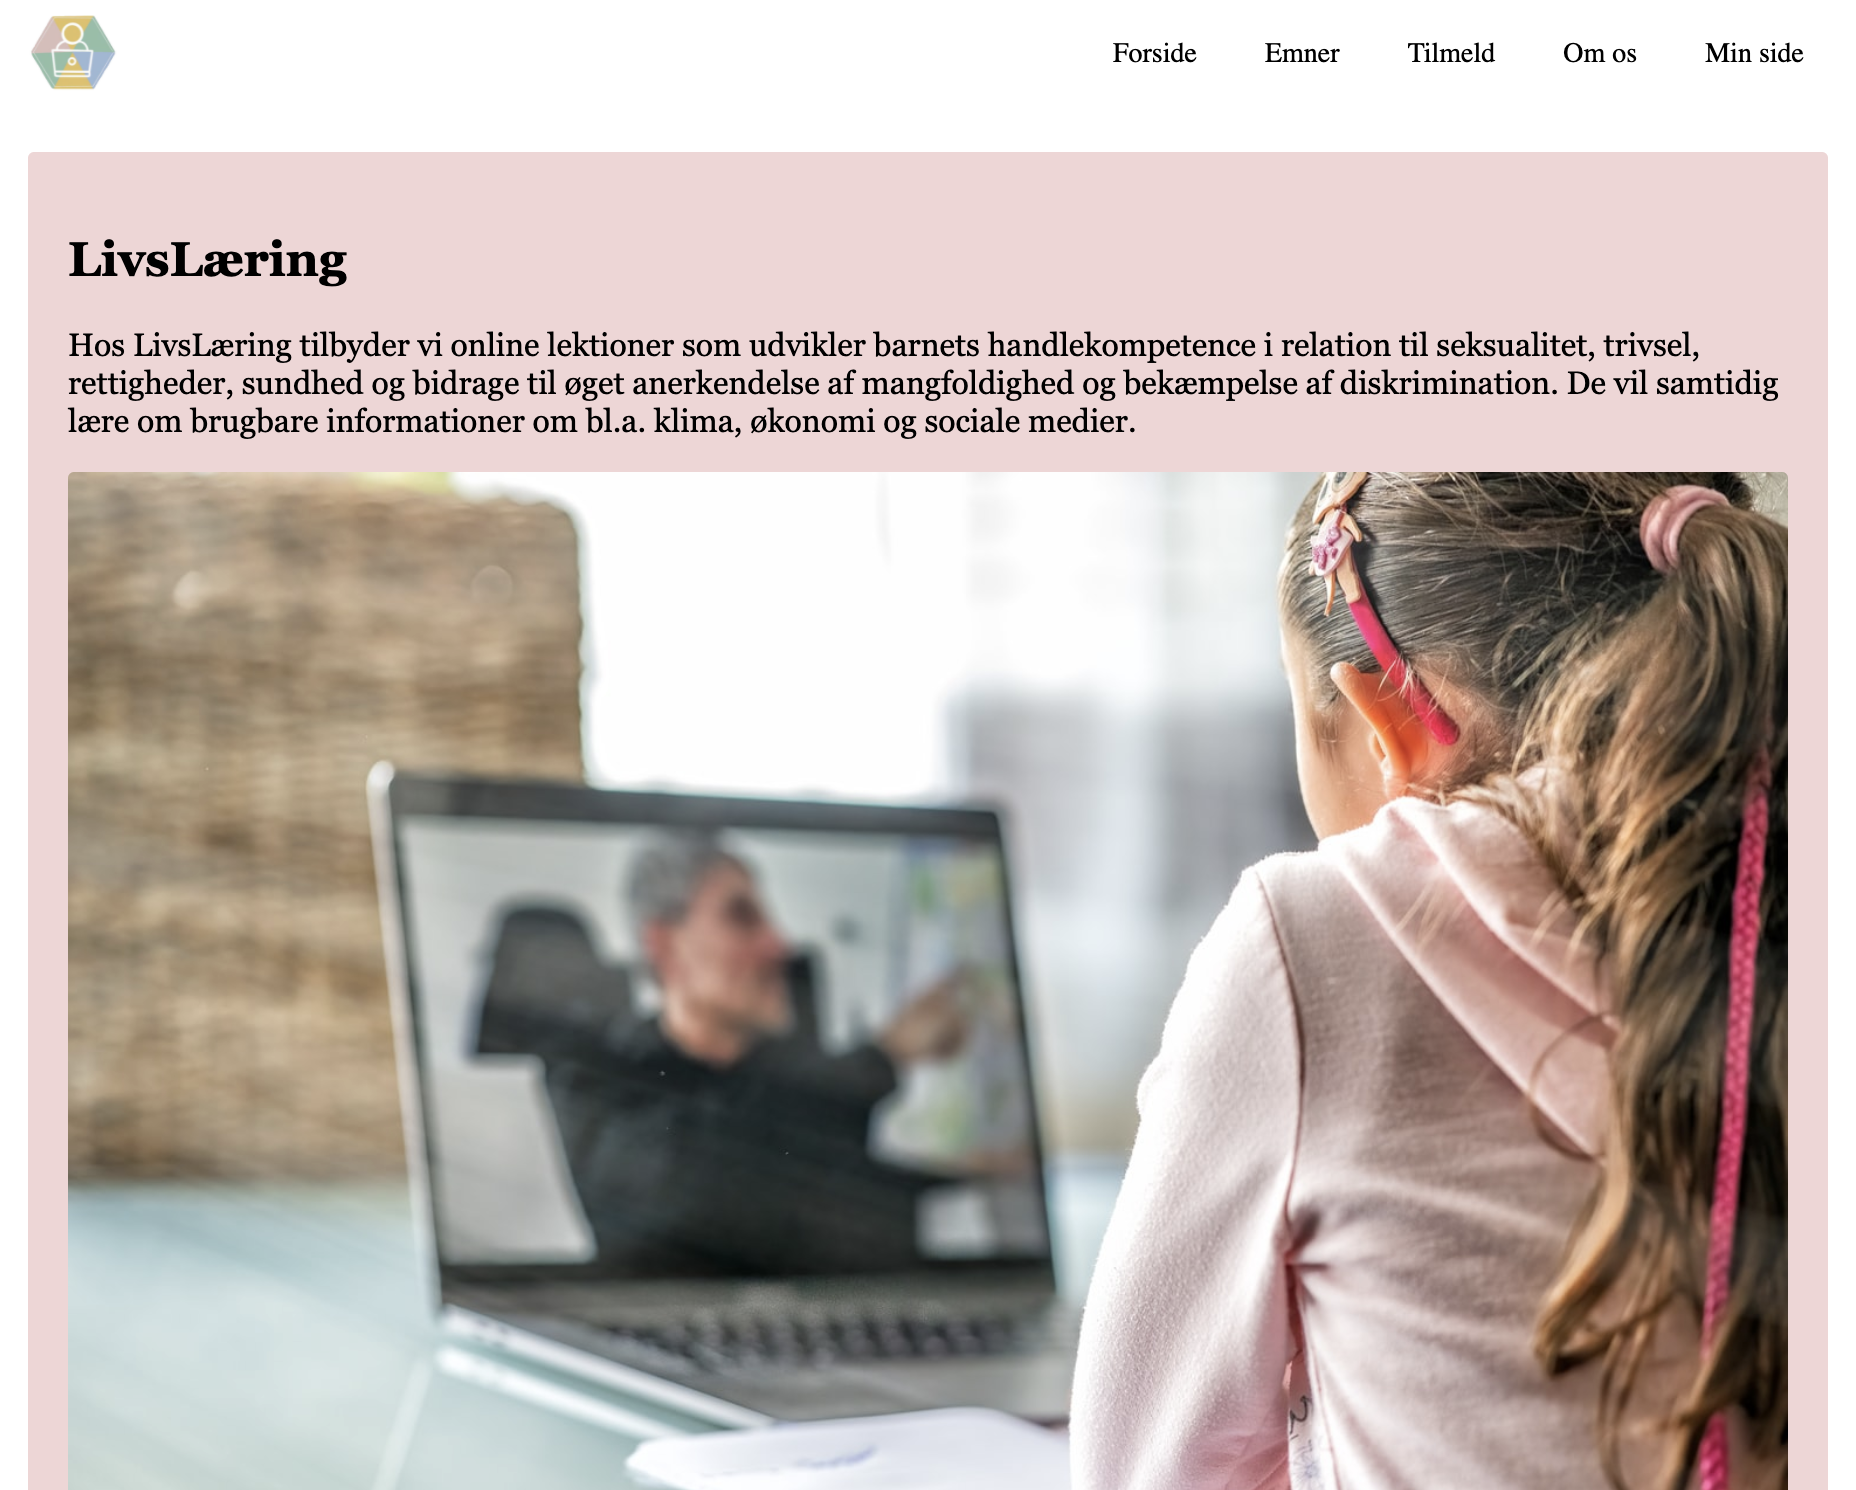 Forside
Emner
Tilmeld
Om os
Min side
LivsLæring
Hos LivsLæring tilbyder vi online lektioner som udvikler barnets handlekompetence i relation til seksualitet, trivsel,
rettigheder, sundhed og bidrage til øget anerkendelse af mangfoldighed og bekæmpelse af diskrimination. De vil samtidig
lære om brugbare informationer om bl.a. klima, økonomi og sociale medier.